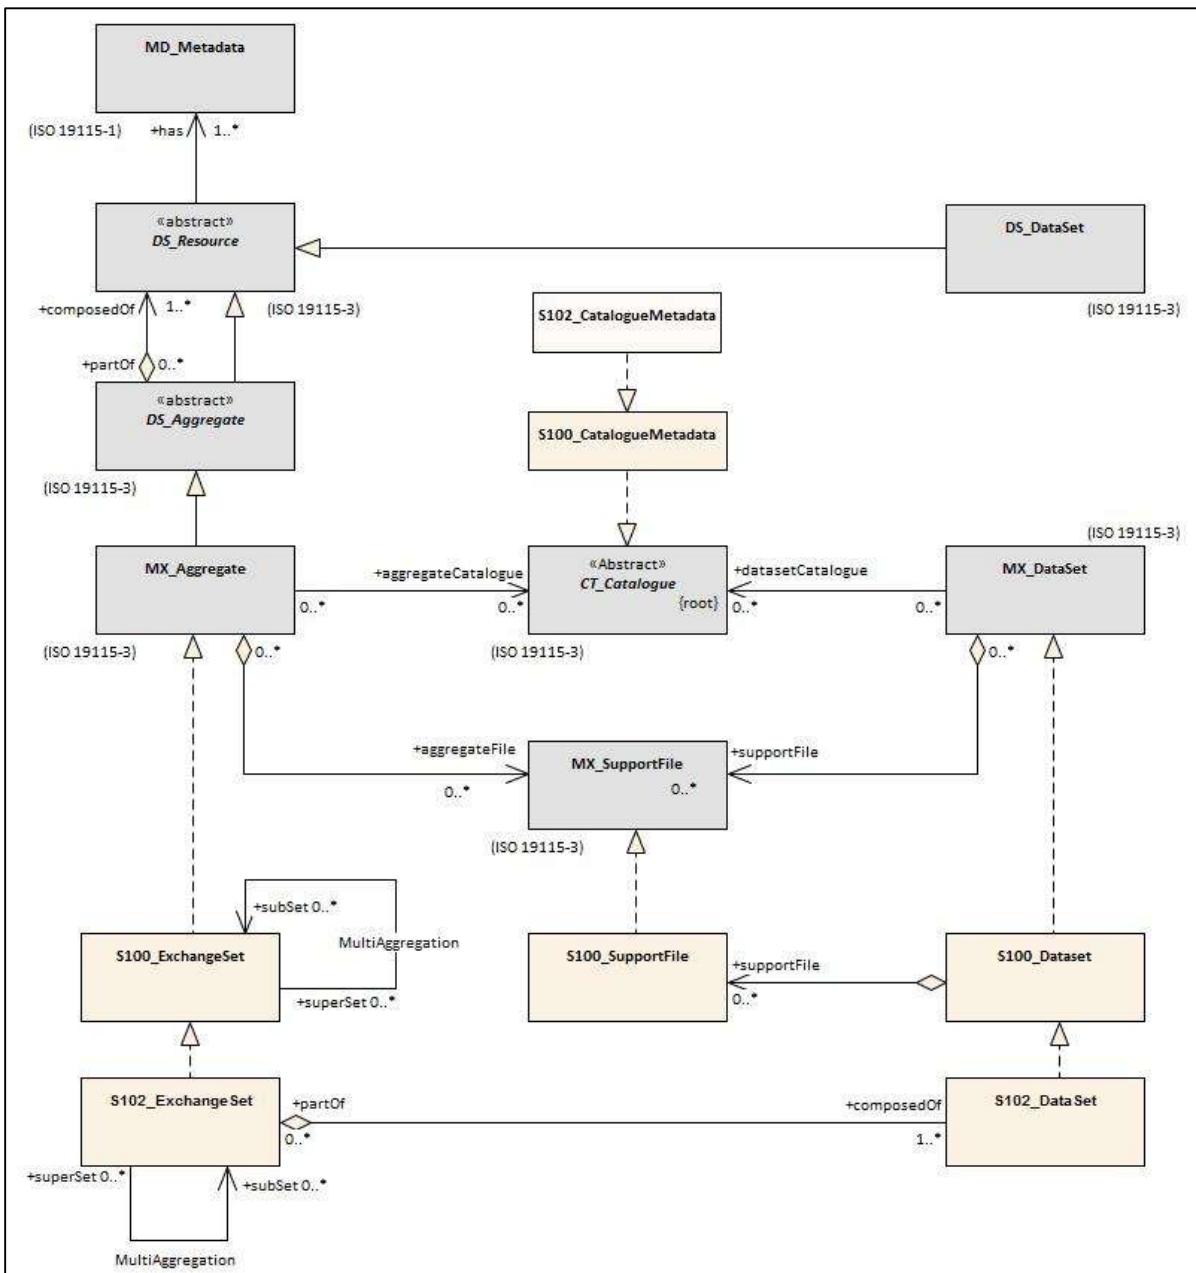 MD_Metadata
(ISO 19115-1)
+has
1..*
«abstract»
DS_Resource
DS_DataSet
+composedOf
1..*
(ISO 19115-3)
(ISO 19115-3)
S102_CatalogueMetadata
+partOf
0..*
«abstract»
DS_Aggregate
S100_CatalogueMetadata
(ISO 19115-3)
(ISO 19115-3)
MX_Aggregate
+aggregateCatalogue
0..*
0..*
«Abstract»
CT_Catalogue
{root}
+datasetCatalogue
0..*
0..*
MX_DataSet
(ISO 19115-3)
0..*
(ISO 19115-3)
0..*
+aggregateFile
0..*
MX_SupportFile
0..*
+supportFile
(ISO 19115-3)
+subSet 0..*
MultiAggregation
S100_ExchangeSet
+superSet 0..*
S100_SupportFile
+supportFile
0..*
S100_Dataset
S102_ExchangeSet
+partOf
0..*
+composedOf
1..*
S102_DataSet
+superSet 0..*
+subSet 0..*
MultiAggregation